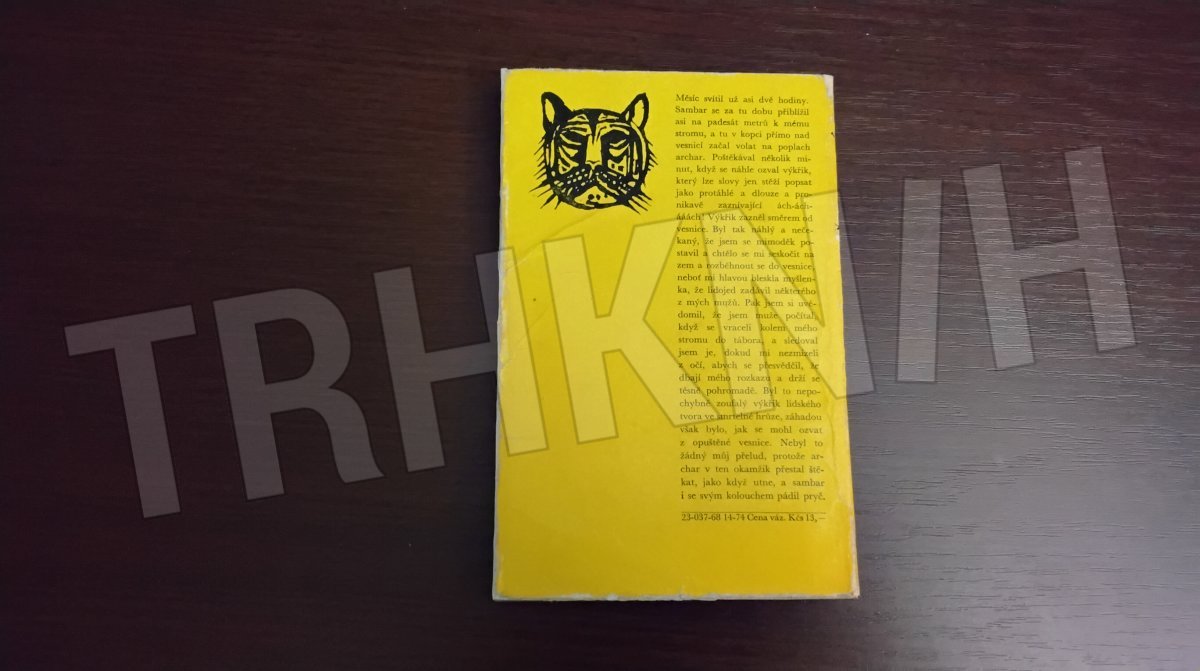 Měsíc svítil už asi dvě hodiny.
Sambar se za tu dobu přiblížil
asi na padesát metrů k mému
stromu, a tu v kopci přímo nad
vesnicí začal volat na poplach
archar. Poštěkával několik mi-
nut, když se náhle ozval výkřik,
který lze slovy jen stěží popsat
jako protáhlé a dlouze a pro-
nikavě zaznívající ách-ách-
ááách! Výkřik zazněl směrem od
vesnice. Byl tak náhlý a neče-
kaný, že jsem se mimoděk po-
stavil a chtělo se mi seskočit na
zem a rozběhnout se do vesnice,
neboť mi hlavou bleskla myšlen-
ka, že lidojed zadávil některého
z mých mužů. Pak jsem si uvě-
domil, že jsem muže počítal,
když se vraceli kolem mého
stromu do tábora, a sledoval
jsem je, dokud mi nezmizeli
z očí, abych se přesvědčil, že
dbají mého rozkazu a drží se
těsně pohromadě. Byl to nepo-
chybně zoufalý výkřik lidského
tvora ve smrtelné hrůze, záhadou
však bylo, jak se mohl ozvat
z opuštěné vesnice. Nebyl to
žádný můj přelud, protože ar-
char v ten okamžik přestal ště-
kat, jako když utne, a sambar
i se svým kolouchem pádil pryč.
23-037-68 14-74 Cena váz. Kčs 13,—
TRHKNIH